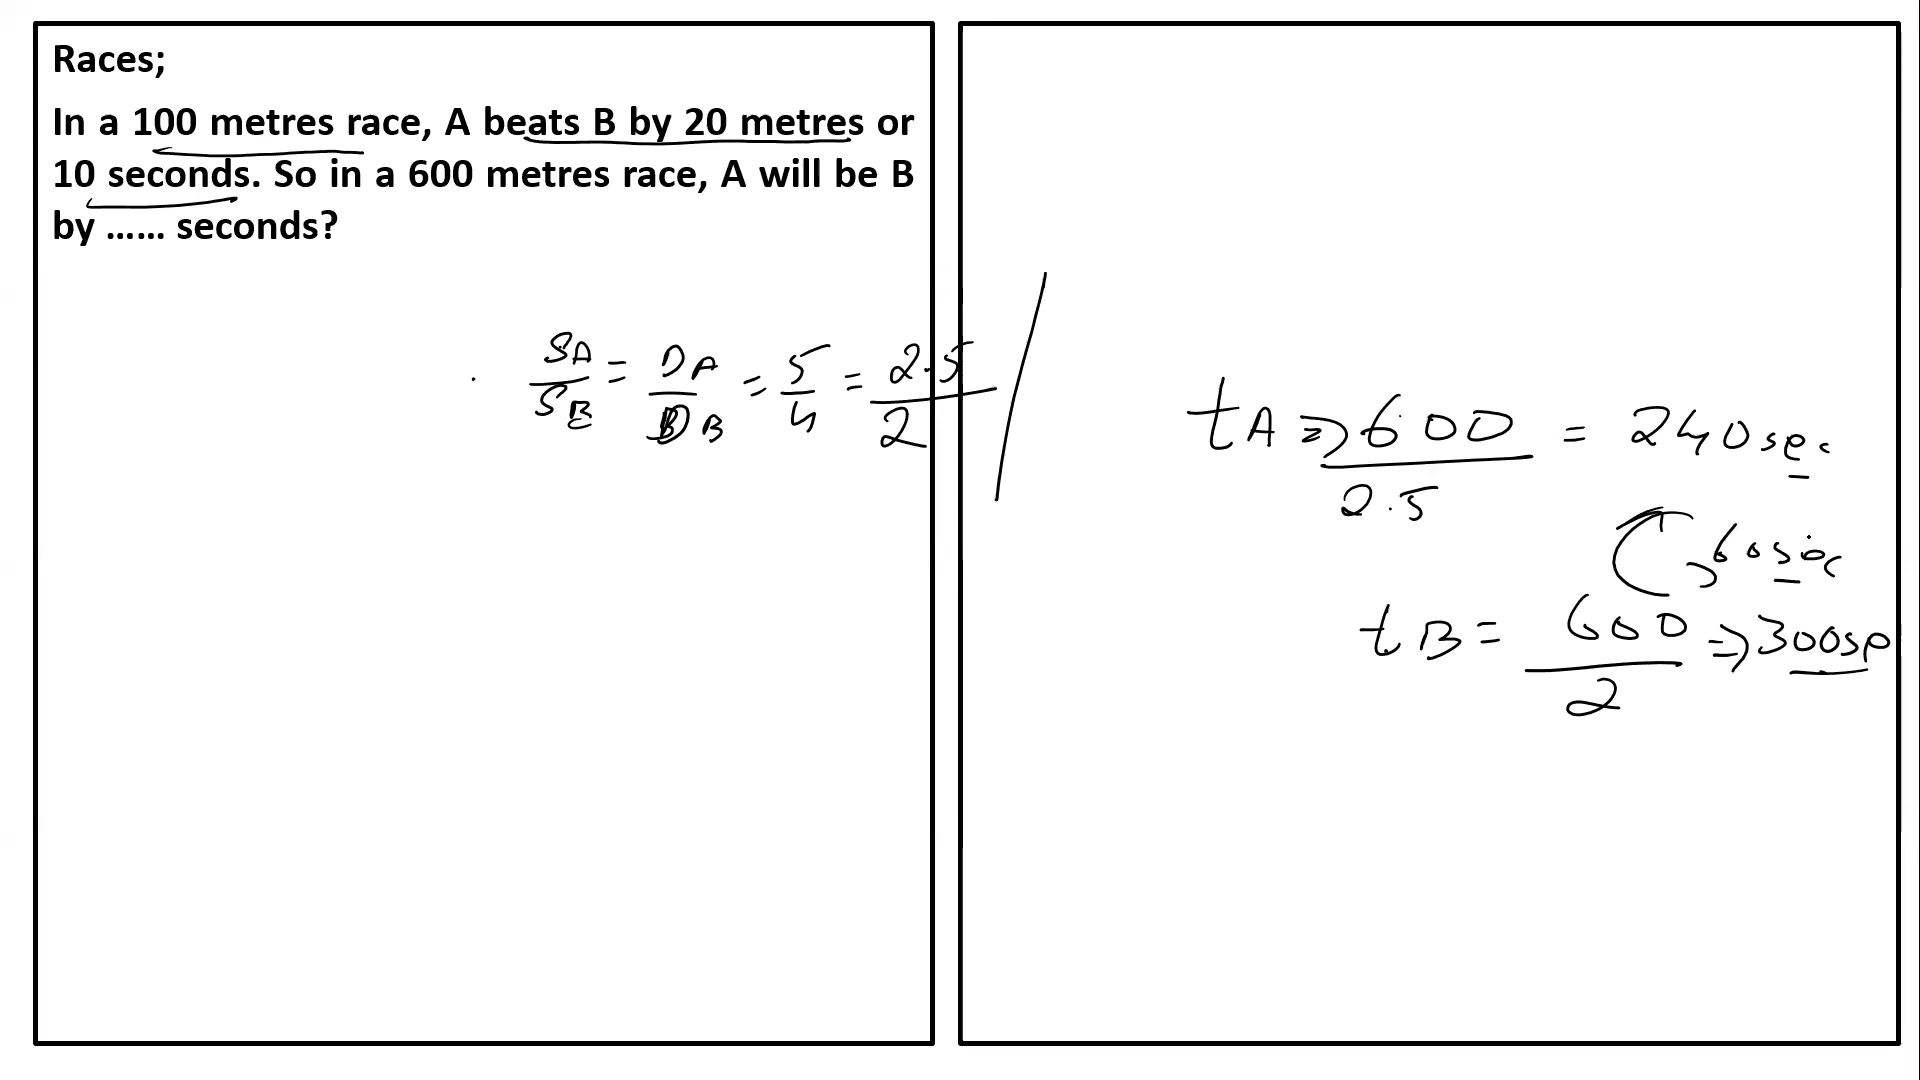 Races;
In a 100 metres race, A beats B by 20 metres or
10 seconds. So in a 600 metres race, A will be B
by …… seconds?
SA/SB = DA/DB = 5/4 = 2.5/2
tA => 600/2.5 = 240sec
60sec
tB = 600/2 => 300se